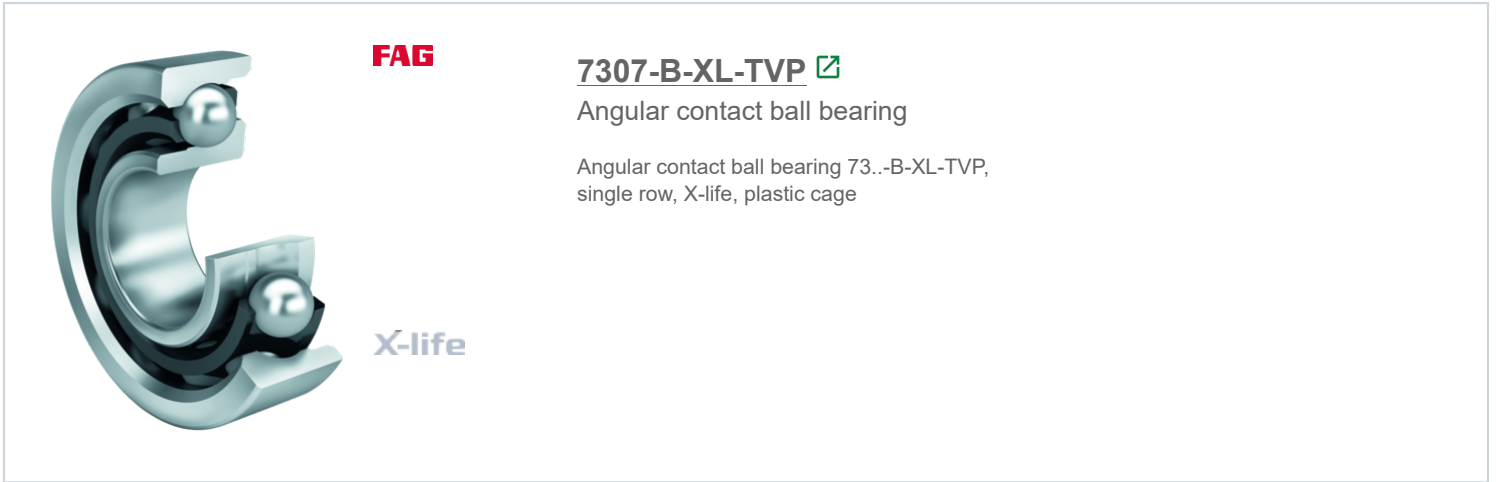 FAG
7307-B-XL-TVP
Angular contact ball bearing
Angular contact ball bearing 73..-B-XL-TVP,
single row, X-life, plastic cage
X-life